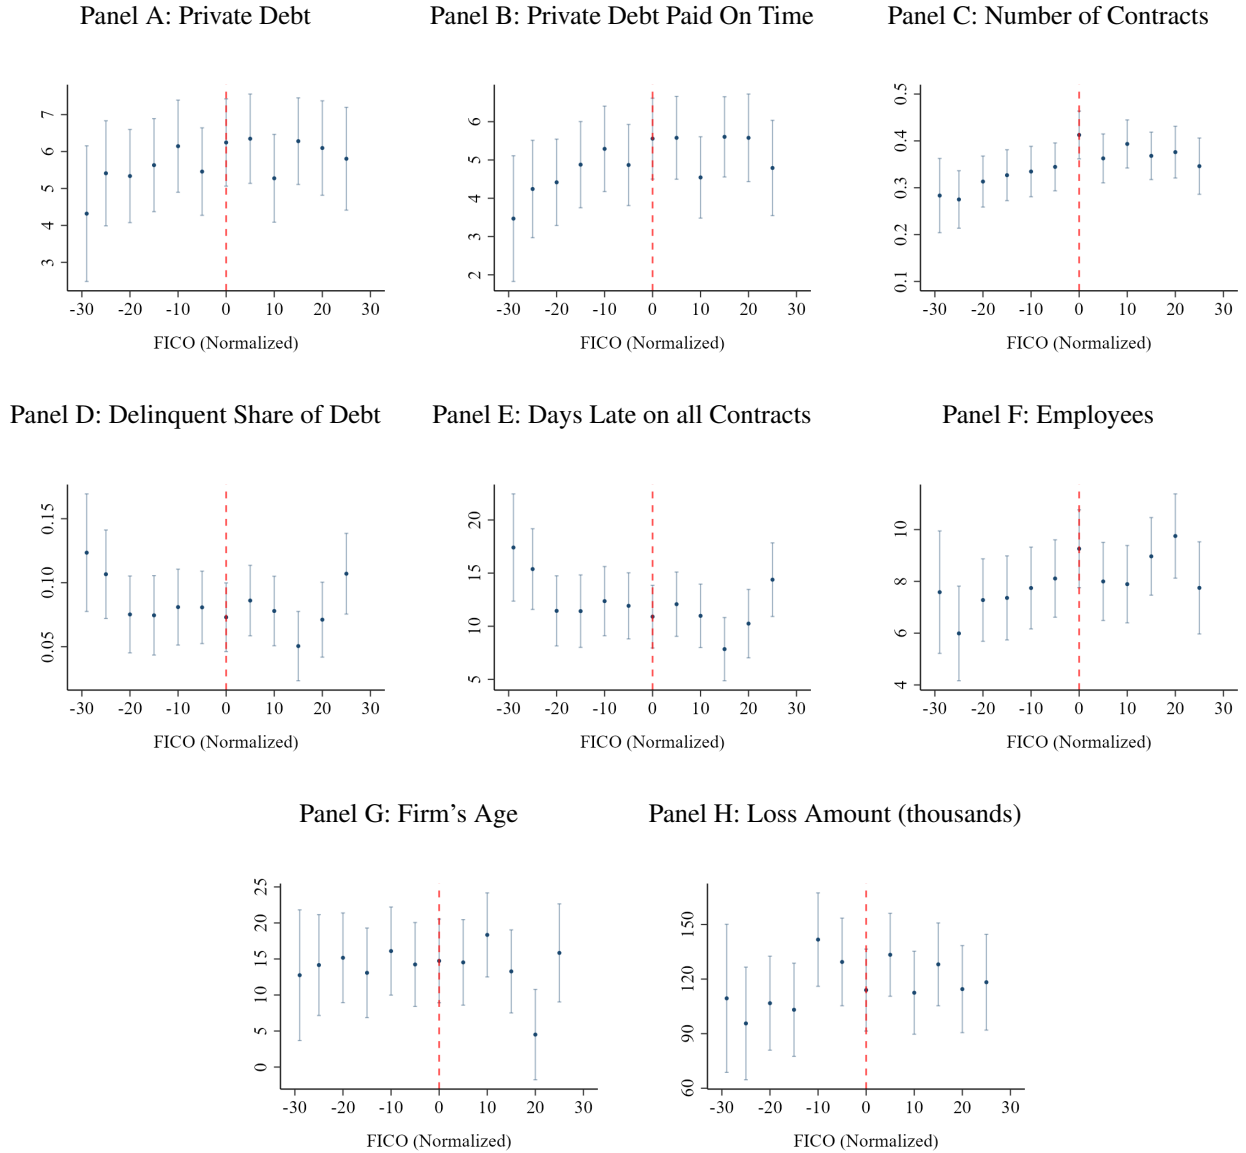 Panel A: Private Debt
Panel B: Private Debt Paid On Time
Panel C: Number of Contracts
7
6
5
4
3
-30 -20 -10 0 10 20 30
FICO (Normalized)
6
5
4
3
2
-30 -20 -10 0 10 20 30
FICO (Normalized)
0.5
0.4
0.3
0.2
0.1
-30 -20 -10 0 10 20 30
FICO (Normalized)
Panel D: Delinquent Share of Debt
Panel E: Days Late on all Contracts
Panel F: Employees
0.15
0.10
0.05
-30 -20 -10 0 10 20 30
FICO (Normalized)
20
15
10
5
-30 -20 -10 0 10 20 30
FICO (Normalized)
10
8
6
4
-30 -20 -10 0 10 20 30
FICO (Normalized)
Panel G: Firm's Age
Panel H: Loss Amount (thousands)
25
20
15
10
5
0
-30 -20 -10 0 10 20 30
FICO (Normalized)
150
120
90
60
-30 -20 -10 0 10 20 30
FICO (Normalized)